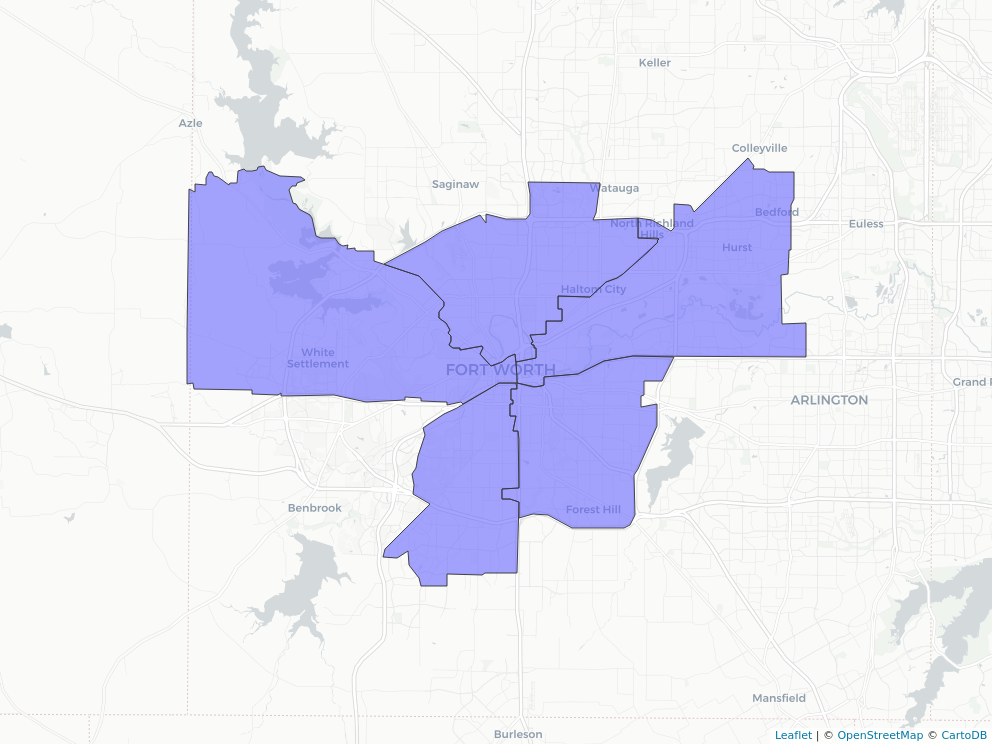 Keller
Azle
Colleyville
Saginaw
Watauga
Bedford
North Richland
Hills
Euless
Hurst
Haltom City
White
Settlement
FORT WORTH
Grand P
ARLINGTON
Benbrook
Forest Hill
Mansfield
Burleson
Leaflet | © OpenStreetMap © CartoDB